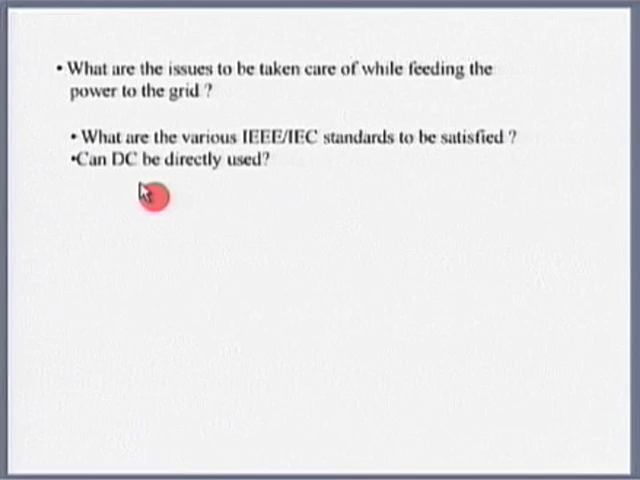 • What are the issues to be taken care of while feeding the
power to the grid ?
• What are the various IEEE/IEC standards to be satisfied ?
•Can DC be directly used?